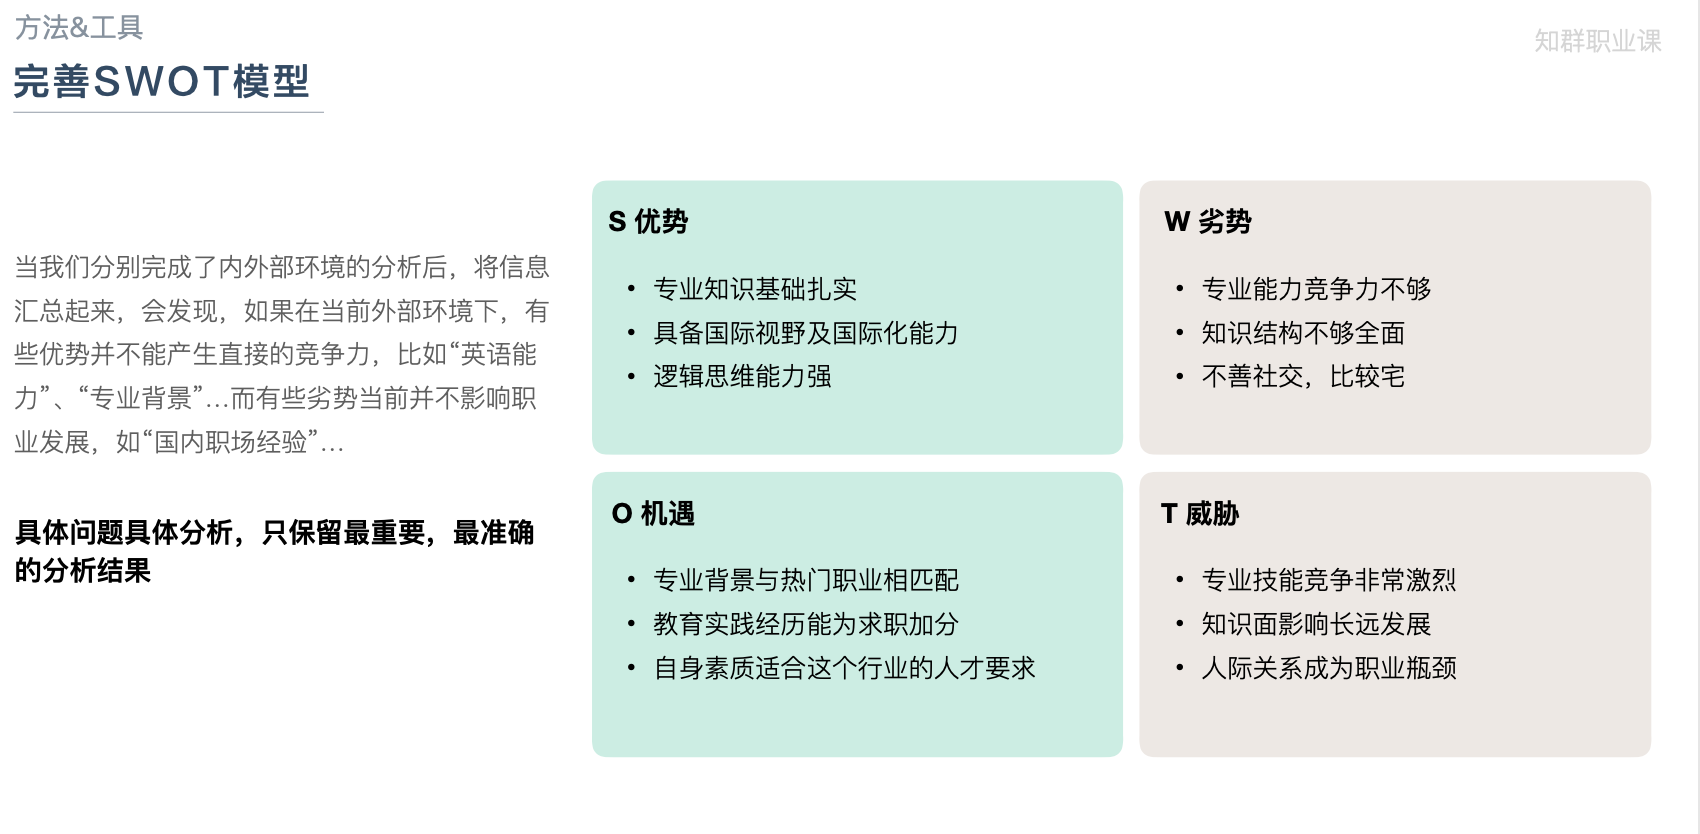 方法&工具
知群职业课
完善SWOT模型
当我们分别完成了内外部环境的分析后，将信息
汇总起来，会发现，如果在当前外部环境下，有
些优势并不能产生直接的竞争力，比如“英语能
力”、“专业背景”…而有些劣势当前并不影响职
业发展，如“国内职场经验”…
具体问题具体分析，只保留最重要，最准确
的分析结果
S 优势
• 专业知识基础扎实
• 具备国际视野及国际化能力
• 逻辑思维能力强
W 劣势
• 专业能力竞争力不够
• 知识结构不够全面
• 不善社交，比较宅
O 机遇
• 专业背景与热门职业相匹配
• 教育实践经历能为求职加分
• 自身素质适合这个行业的人才要求
T 威胁
• 专业技能竞争非常激烈
• 知识面影响长远发展
• 人际关系成为职业瓶颈